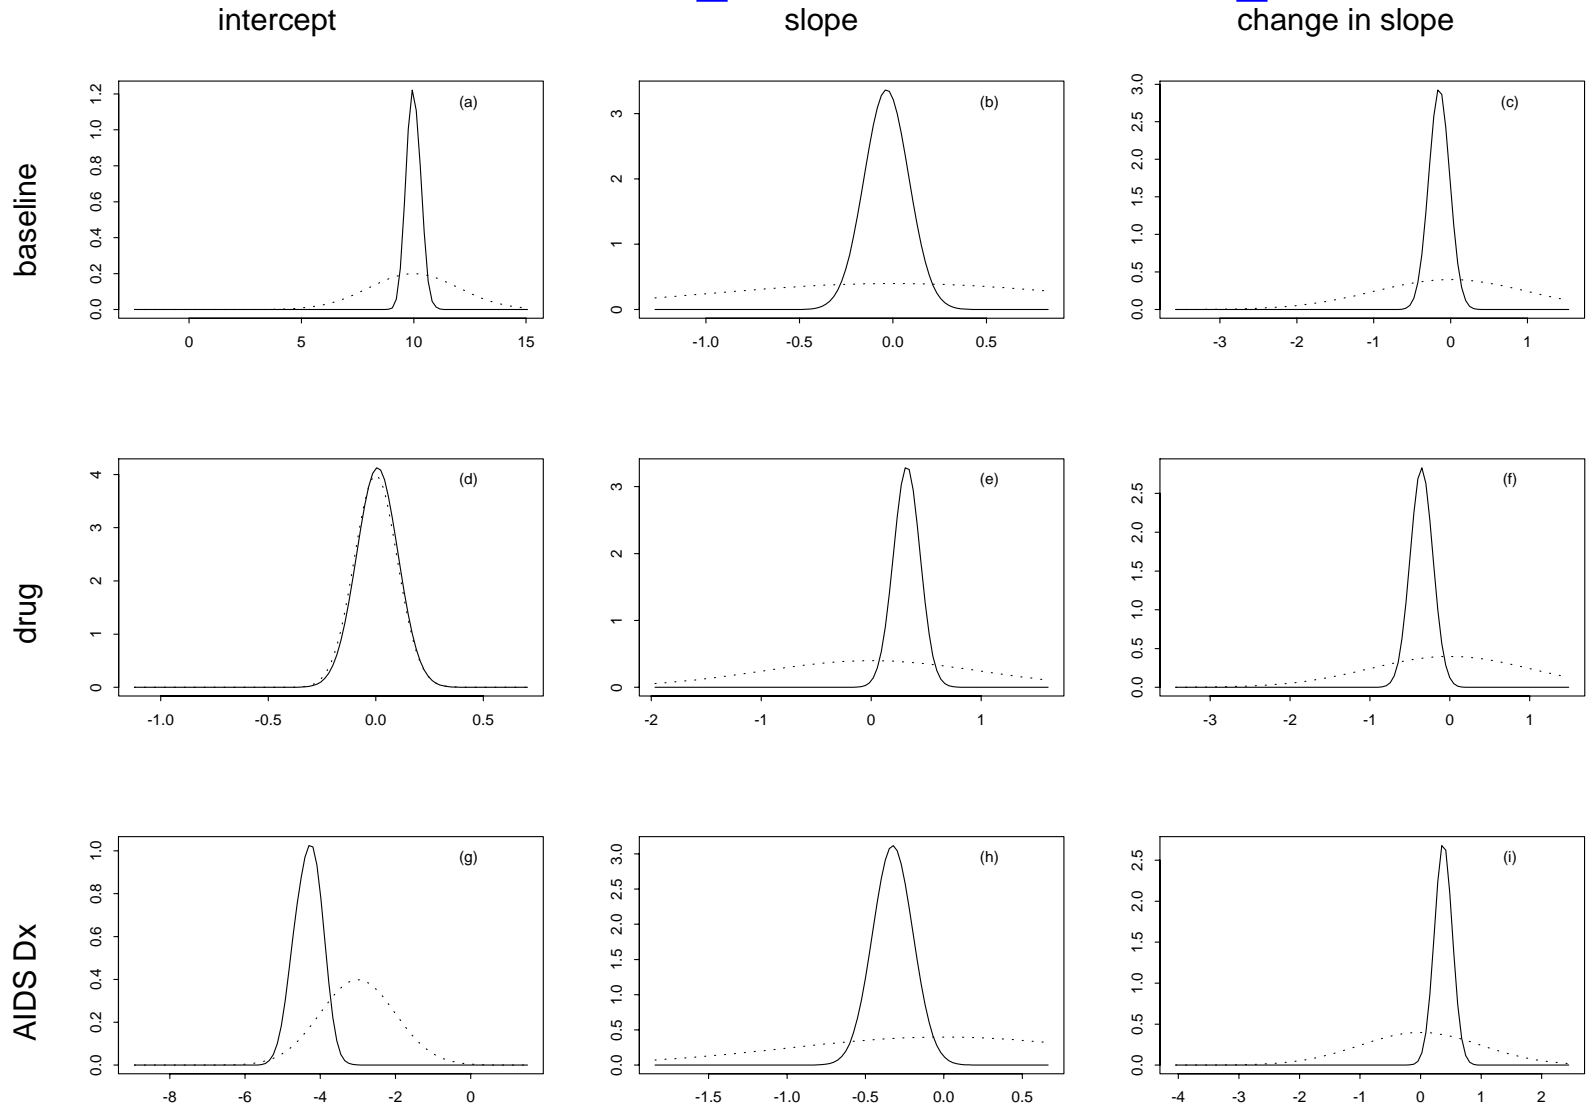 intercept slope change in slope
baseline
(a)
0.0 0.2 0.4 0.6 0.8 1.0 1.2
0 5 10 15
(b)
0 1 2 3
-1.0 -0.5 0.0 0.5
(c)
0.0 0.5 1.0 1.5 2.0 2.5 3.0
-3 -2 -1 0 1
drug
(d)
0 1 2 3 4
-1.0 -0.5 0.0 0.5
(e)
0 1 2 3
-2 -1 0 1
(f)
0.0 0.5 1.0 1.5 2.0 2.5
-3 -2 -1 0 1
AIDS Dx
(g)
0.0 0.2 0.4 0.6 0.8 1.0
-8 -6 -4 -2 0
(h)
0.0 0.5 1.0 1.5 2.0 2.5 3.0
-1.5 -1.0 -0.5 0.0 0.5
(i)
0.0 0.5 1.0 1.5 2.0 2.5
-4 -3 -2 -1 0 1 2